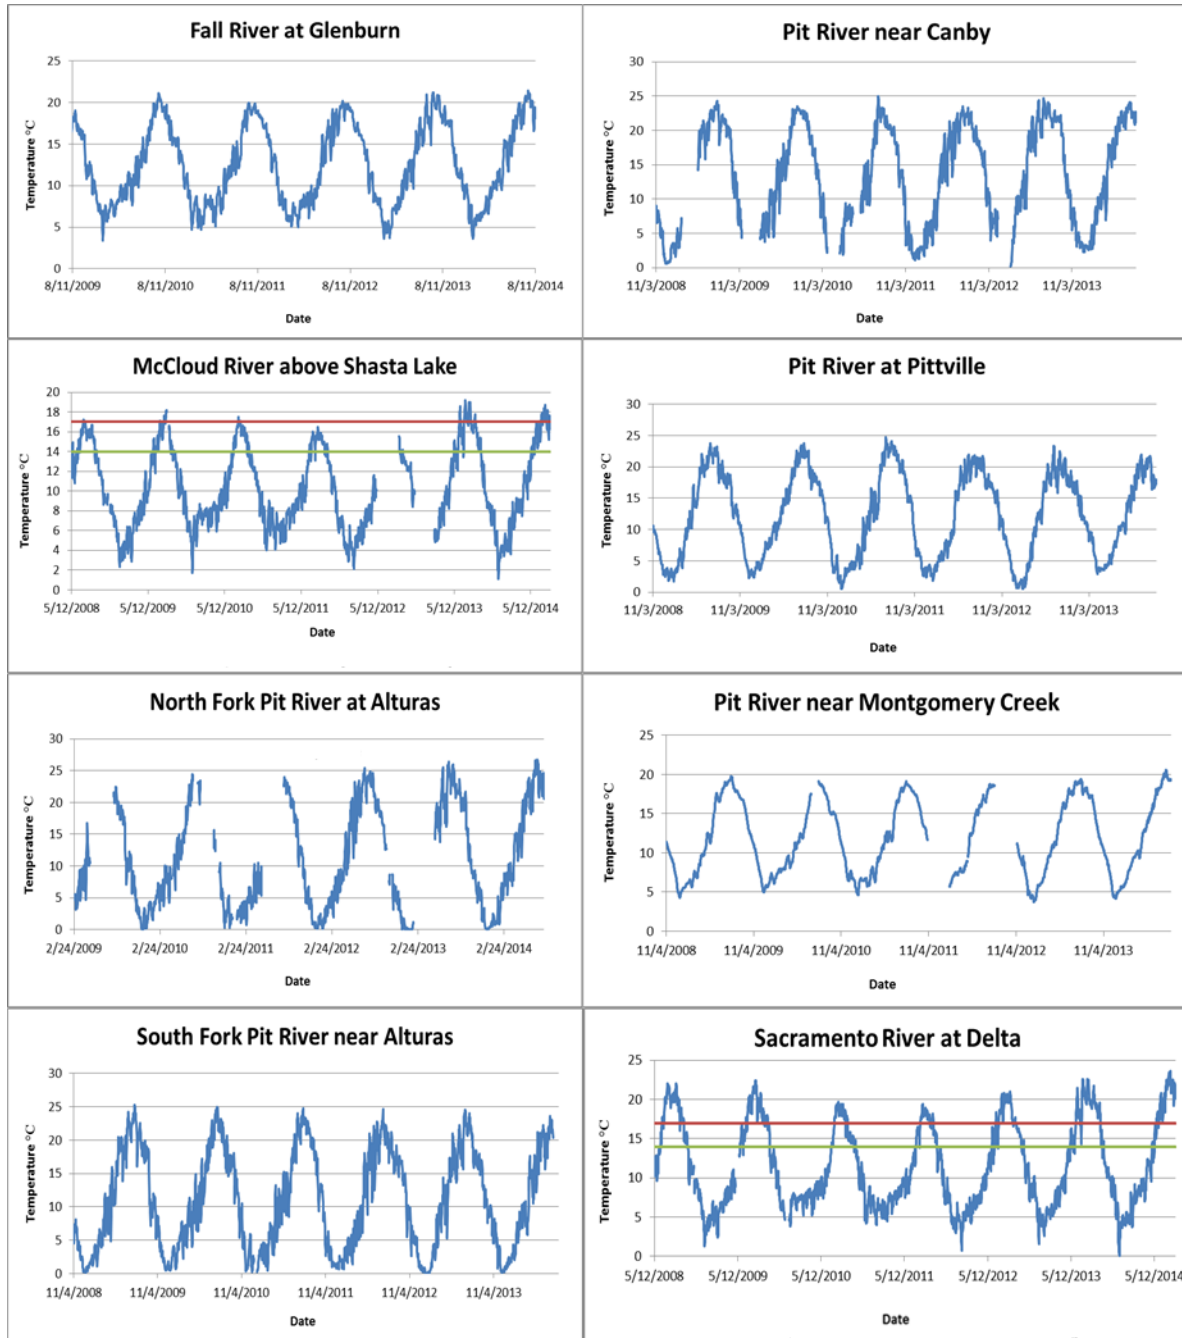 Fall River at Glenburn
25
20
15
10
5
0
Temperature °C
8/11/2009 8/11/2010 8/11/2011 8/11/2012 8/11/2013 8/11/2014
Date
Pit River near Canby
30
25
20
15
10
5
0
Temperature °C
11/3/2008 11/3/2009 11/3/2010 11/3/2011 11/3/2012 11/3/2013
Date
McCloud River above Shasta Lake
20
18
16
14
12
10
8
6
4
2
0
Temperature °C
5/12/2008 5/12/2009 5/12/2010 5/12/2011 5/12/2012 5/12/2013 5/12/2014
Date
Pit River at Pittville
30
25
20
15
10
5
0
Temperature °C
11/3/2008 11/3/2009 11/3/2010 11/3/2011 11/3/2012 11/3/2013
Date
North Fork Pit River at Alturas
30
25
20
15
10
5
0
Temperature °C
2/24/2009 2/24/2010 2/24/2011 2/24/2012 2/24/2013 2/24/2014
Date
Pit River near Montgomery Creek
25
20
15
10
5
0
Temperature °C
11/4/2008 11/4/2009 11/4/2010 11/4/2011 11/4/2012 11/4/2013
Date
South Fork Pit River near Alturas
30
25
20
15
10
5
0
Temperature °C
11/4/2008 11/4/2009 11/4/2010 11/4/2011 11/4/2012 11/4/2013
Date
Sacramento River at Delta
25
20
15
10
5
0
Temperature °C
5/12/2008 5/12/2009 5/12/2010 5/12/2011 5/12/2012 5/12/2013 5/12/2014
Date